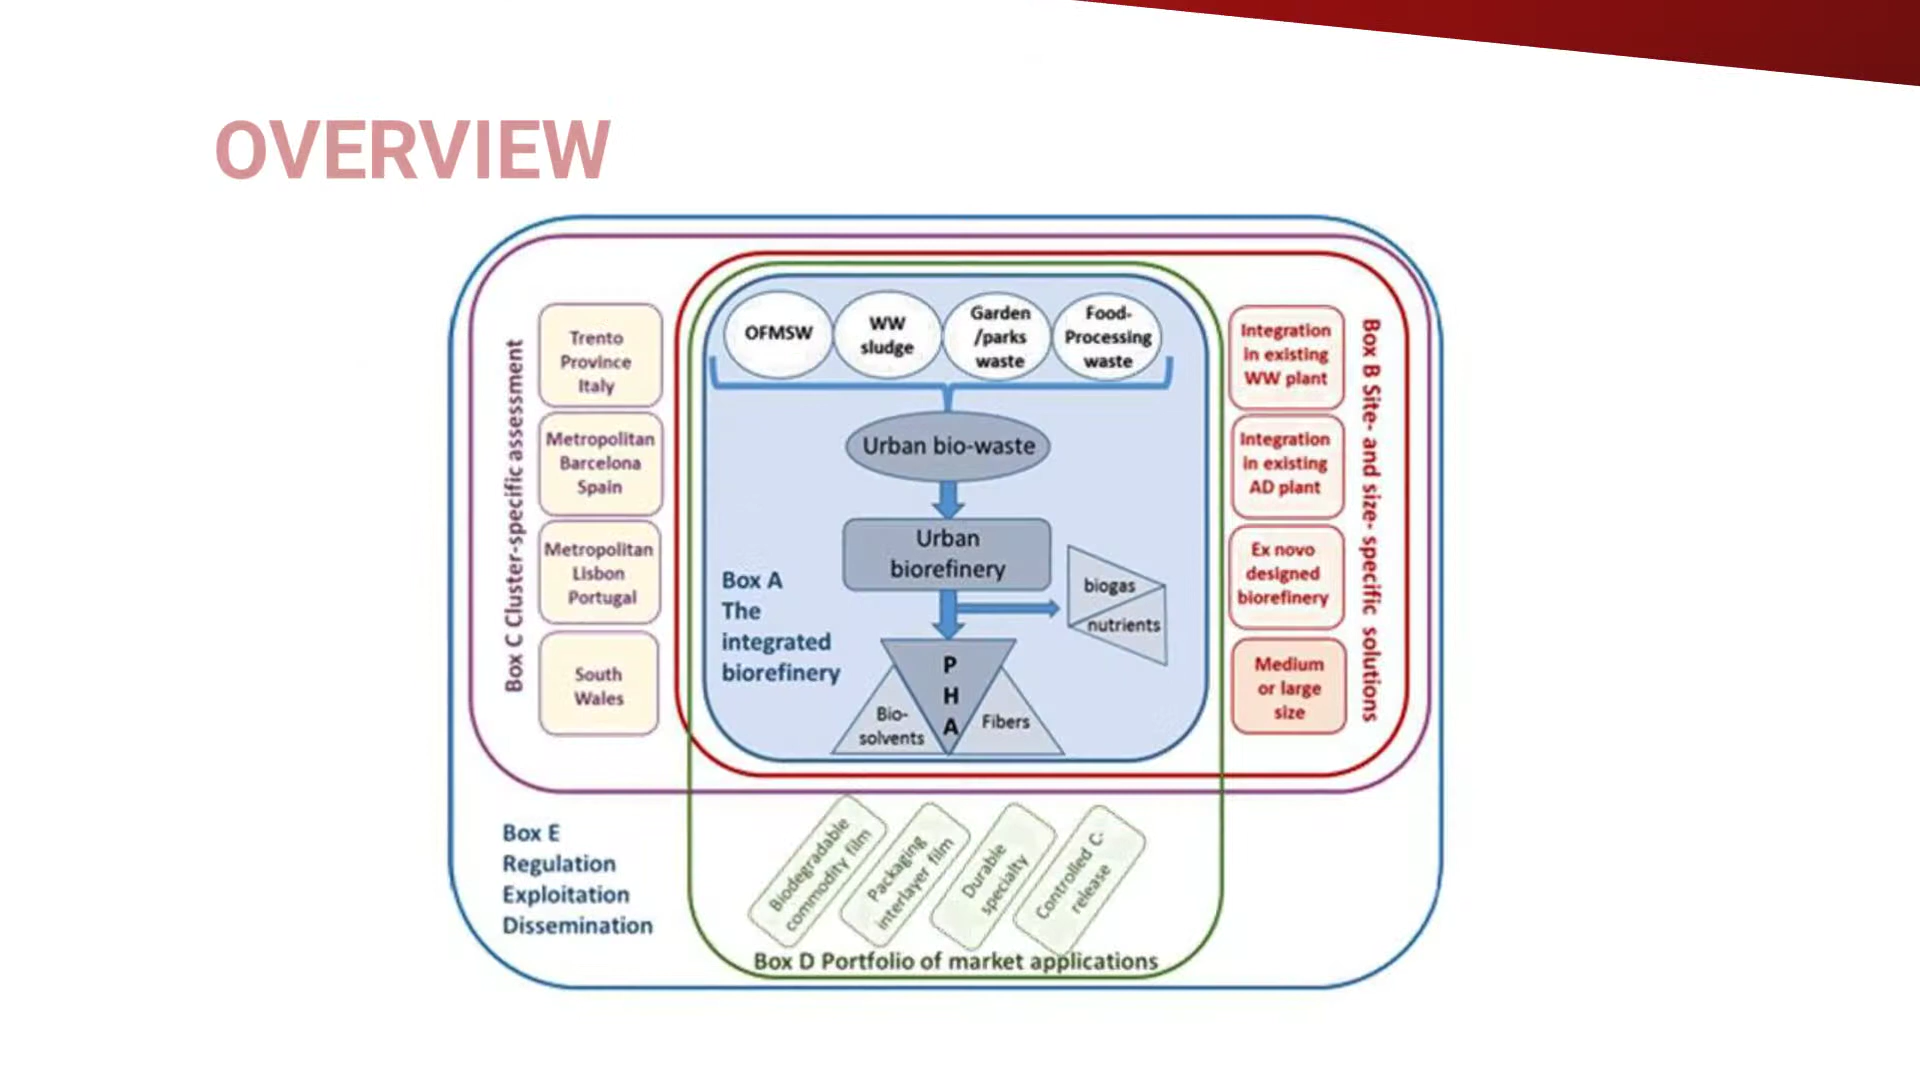 OVERVIEW
OFMSW
WW
sludge
Garden
/parks
waste
Food-
Processing
waste
Urban bio-waste
Urban
biorefinery
biogas
nutrients
Box A
The
integrated
biorefinery
P
H
A
Bio-
solvents
Fibers
Box C Cluster-specific assessment
Trento
Province
Italy
Metropolitan
Barcelona
Spain
Metropolitan
Lisbon
Portugal
South
Wales
Integration
in existing
WW plant
Integration
in existing
AD plant
Ex novo
designed
biorefinery
Medium
or large
size
Box B Site- and size- specific solutions
Box E
Regulation
Exploitation
Dissemination
Biodegradable
commodity film
Packaging
interlayer film
Durable
specialty
Controlled C-
release
Box D Portfolio of market applications